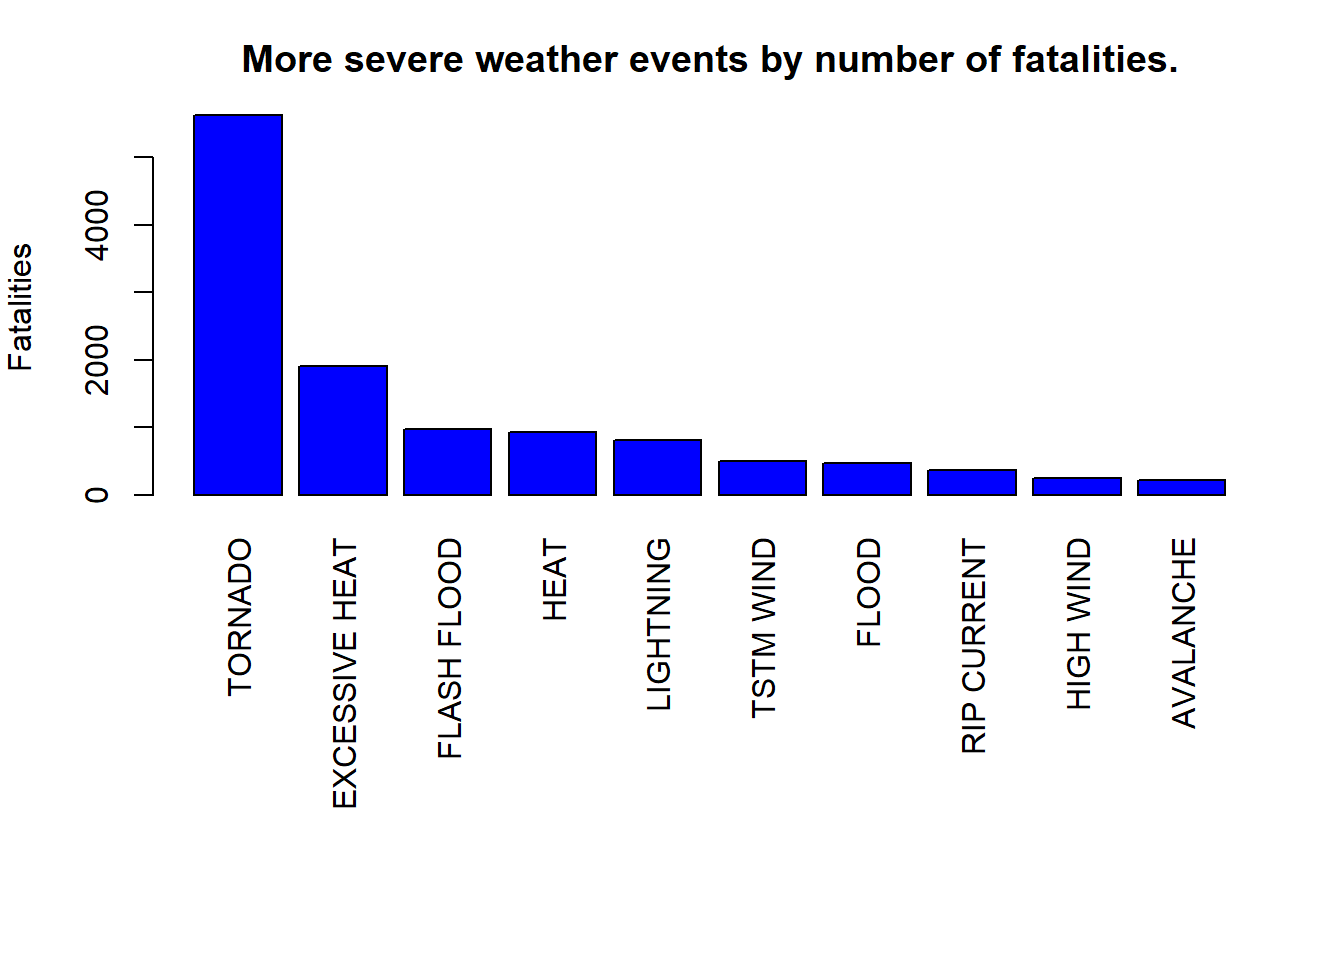 More severe weather events by number of fatalities.
Fatalities
4000
2000
0
TORNADO
EXCESSIVE HEAT
FLASH FLOOD
HEAT
LIGHTNING
TSTM WIND
FLOOD
RIP CURRENT
HIGH WIND
AVALANCHE